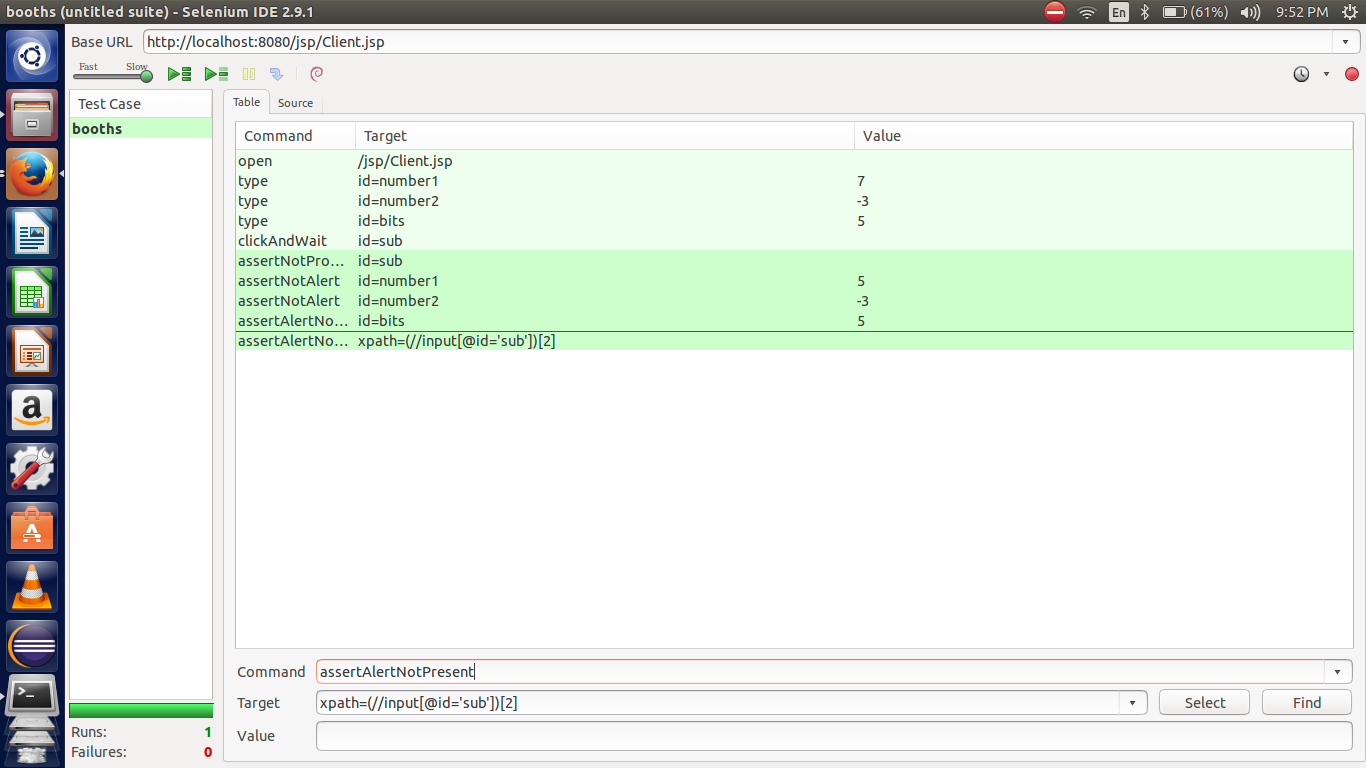 booths (untitled suite) - Selenium IDE 2.9.1 En (61%) 9:52 PM
Base URL http://localhost:8080/jsp/Client.jsp
Fast Slow
Test Case Table Source
booths
Command Target Value
open /jsp/Client.jsp
type id=number1 7
type id=number2 -3
type id=bits 5
clickAndWait id=sub
assertNotPro... id=sub
assertNotAlert id=number1 5
assertNotAlert id=number2 -3
assertAlertNo... id=bits 5
assertAlertNo... xpath=(//input[@id='sub'])[2]
Command assertAlertNotPresent
Target xpath=(//input[@id='sub'])[2] Select Find
Value
Runs: 1
Failures: 0